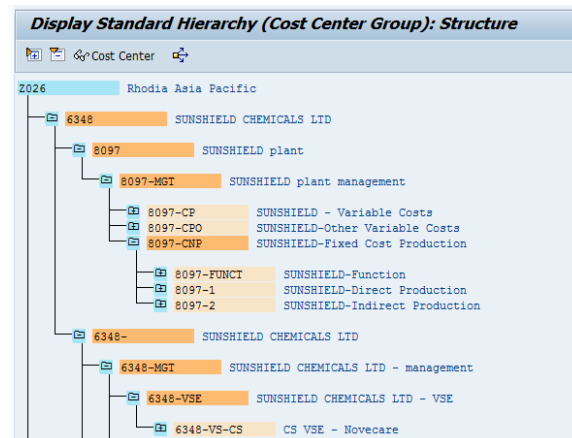 Display Standard Hierarchy (Cost Center Group): Structure
Cost Center
Z026 Rhodia Asia Pacific
6348 SUNSHIELD CHEMICALS LTD
8097 SUNSHIELD plant
8097-MGT SUNSHIELD plant management
8097-CP SUNSHIELD - Variable Costs
8097-CPO SUNSHIELD-Other Variable Costs
8097-CNP SUNSHIELD-Fixed Cost Production
8097-FUNCT SUNSHIELD-Function
8097-1 SUNSHIELD-Direct Production
8097-2 SUNSHIELD-Indirect Production
6348- SUNSHIELD CHEMICALS LTD
6348-MGT SUNSHIELD CHEMICALS LTD - management
6348-VSE SUNSHIELD CHEMICALS LTD - VSE
6348-VS-CS CS VSE - Novecare